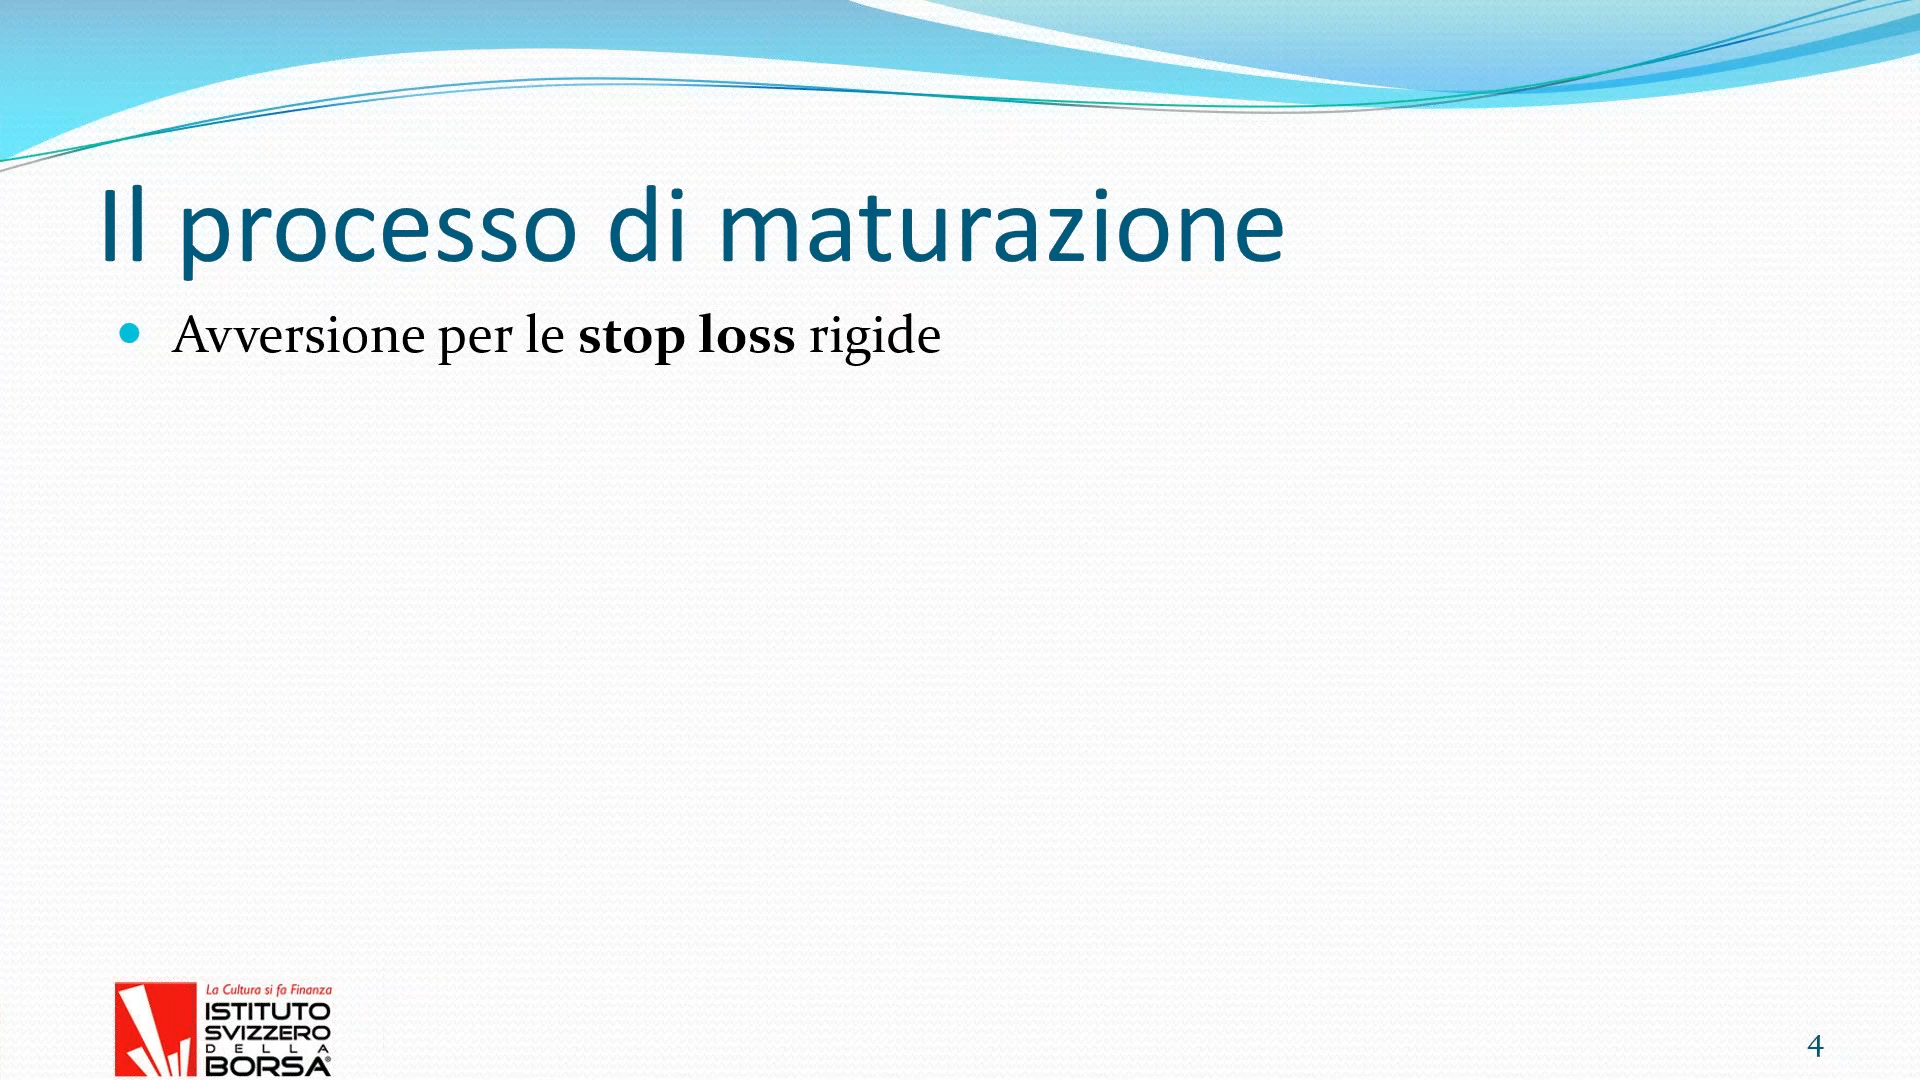 Il processo di maturazione
• Avversione per le stop loss rigide
La Cultura si fa Finanza
ISTITUTO
SVIZZERO
DELLA
BORSA®
4